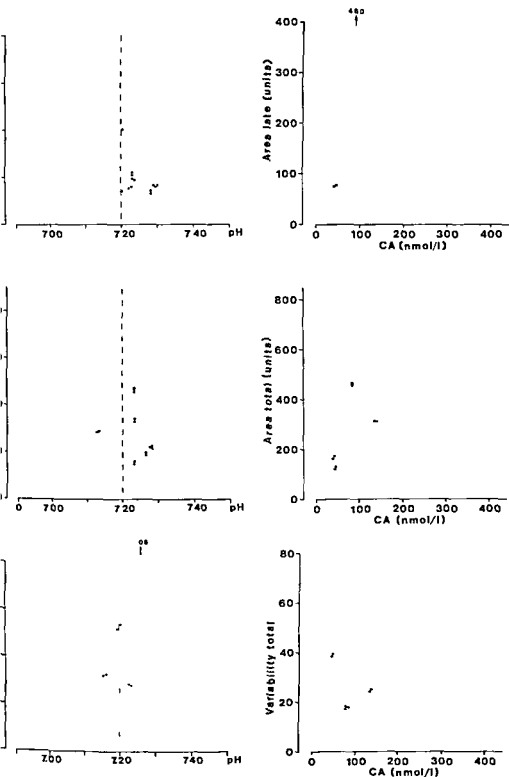 460
400
300
200
100
0
Area late (units)
700 720 740 pH
0 100 200 300 400
CA (nmol/l)
800
600
400
200
0
Area total (units)
0 700 720 740 pH
0 100 200 300 400
CA (nmol/l)
80
60
40
20
0
Variability total
700 720 740 pH
0 100 200 300 400
CA (nmol/l)